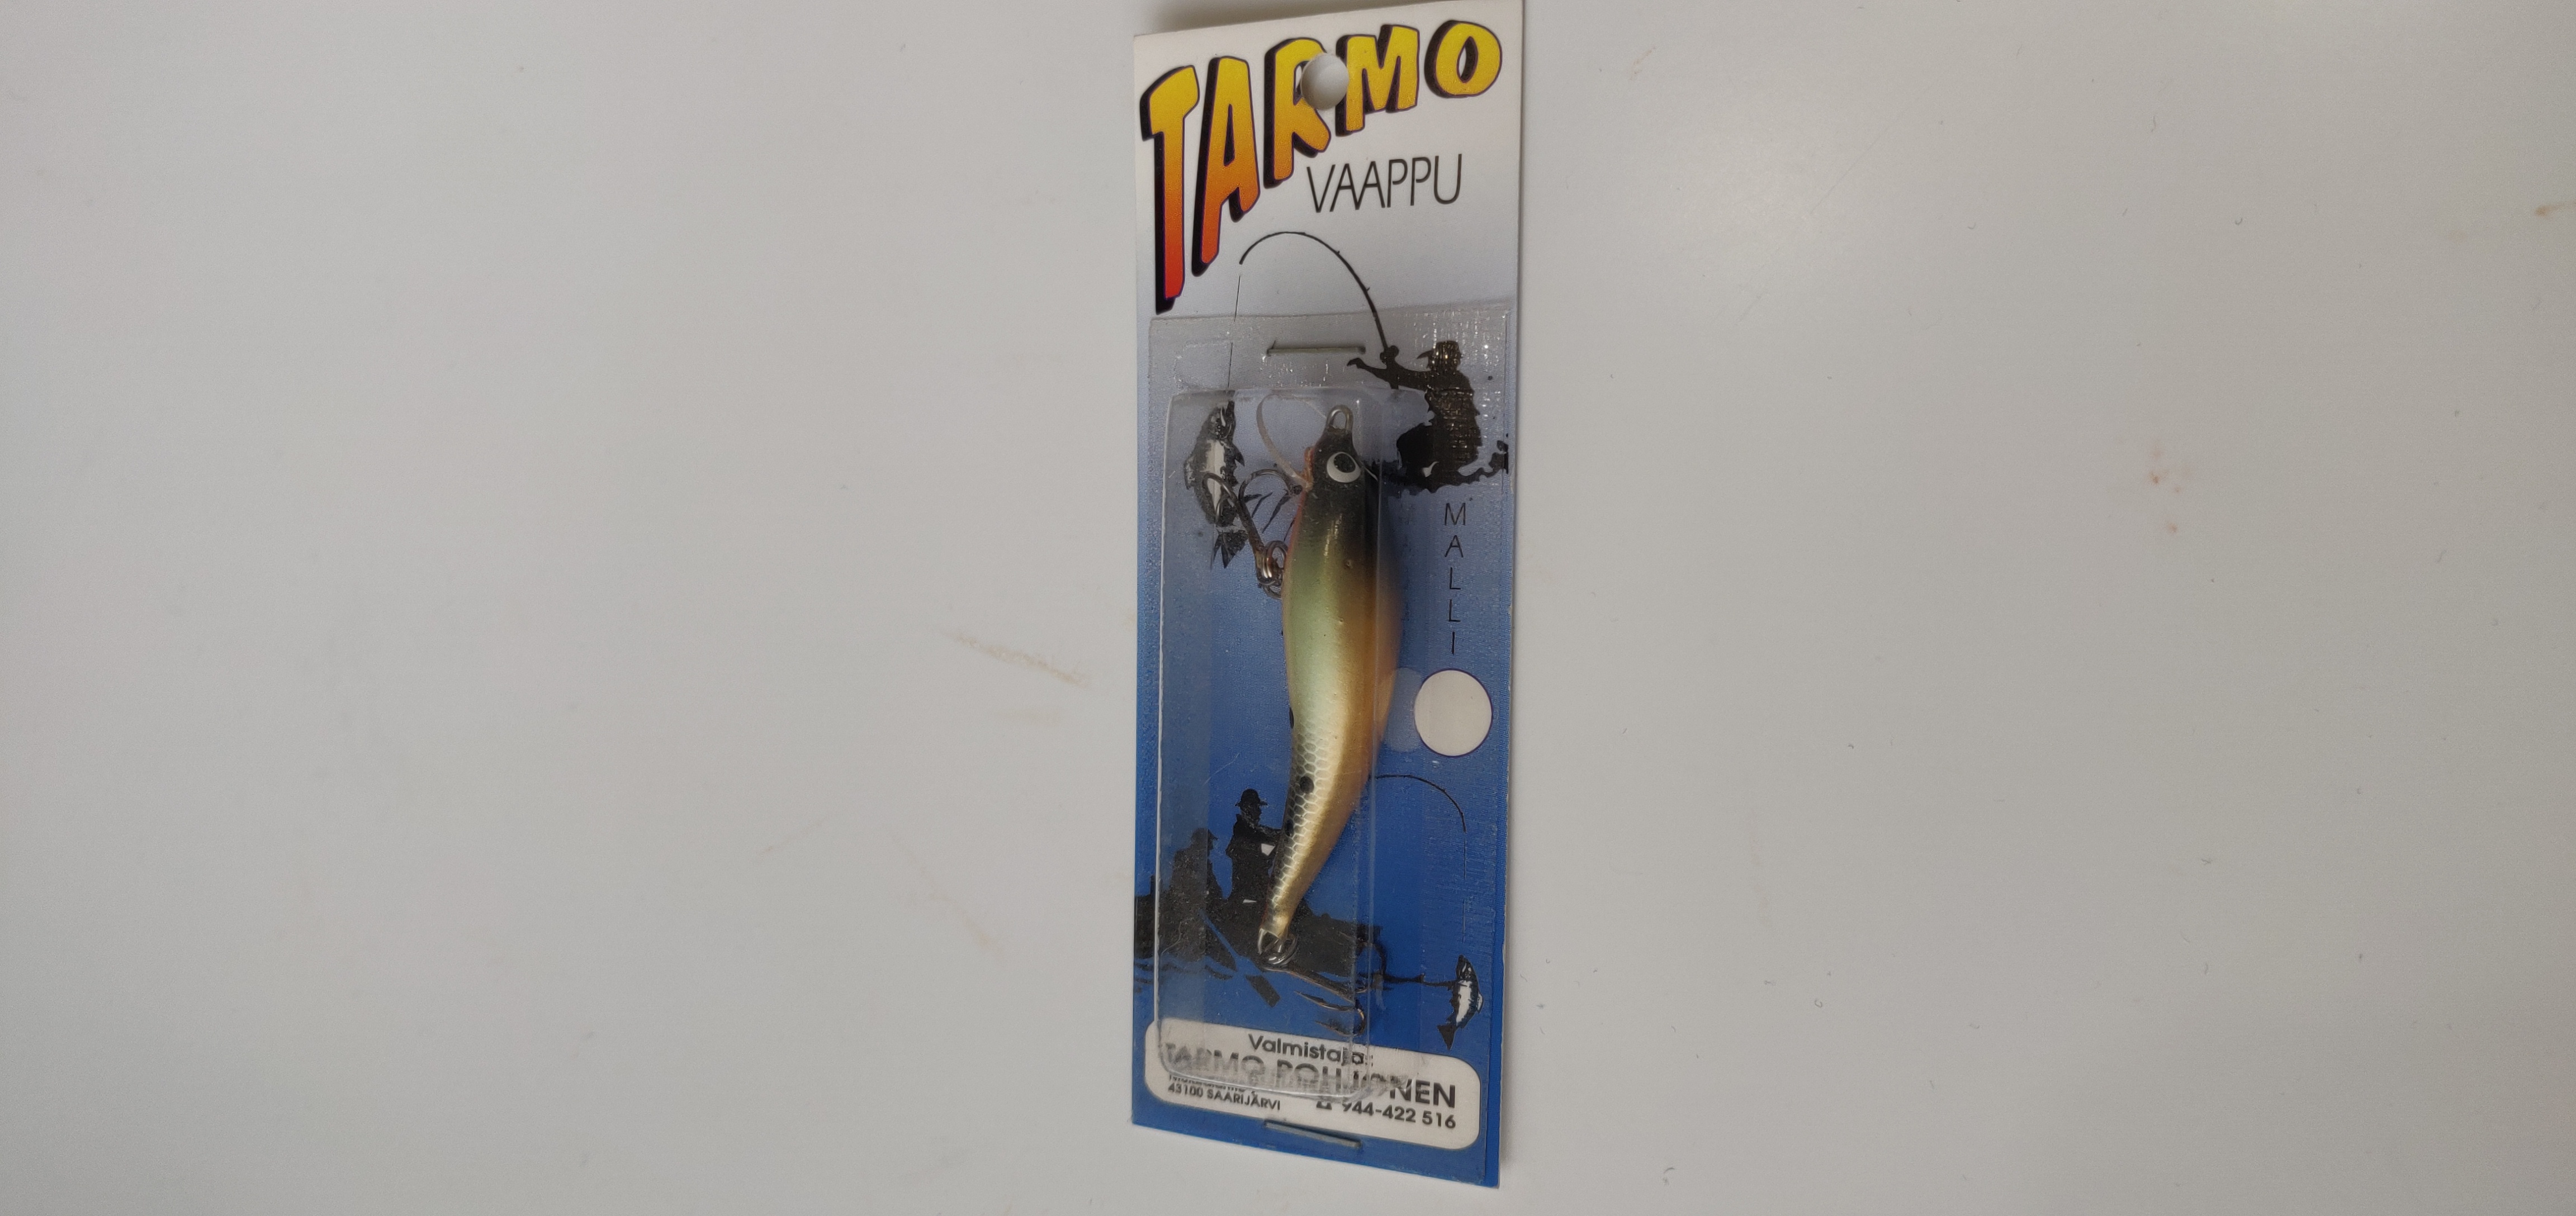 TARMO
VAAPPU
MALLI
Valmistaja:
TARMO POHJONEN
43100 SAARIJÄRVI ☎ 944-422 516